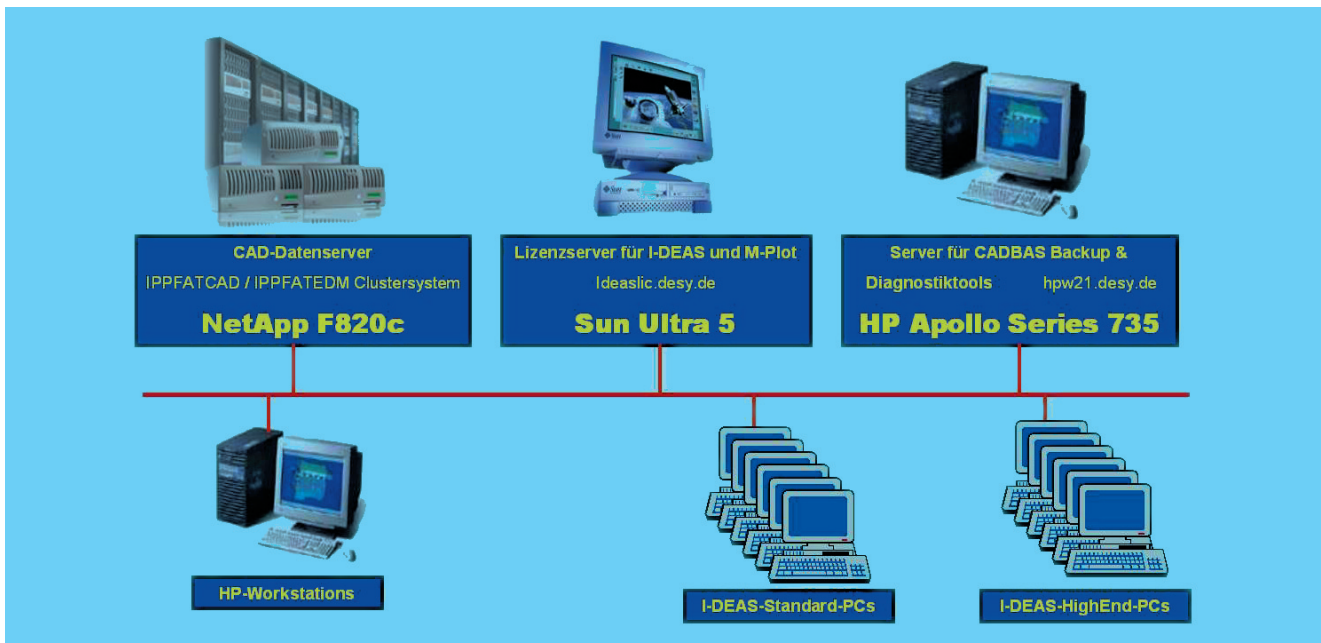 CAD-Datenserver
IPPFATCAD / IPPFATEDM Clustersystem
NetApp F820c
Lizenzserver für I-DEAS und M-Plot
Ideaslic.desy.de
Sun Ultra 5
Server für CADBAS Backup &
Diagnostiktools hpw21.desy.de
HP Apollo Series 735
HP-Workstations
I-DEAS-Standard-PCs
I-DEAS-HighEnd-PCs